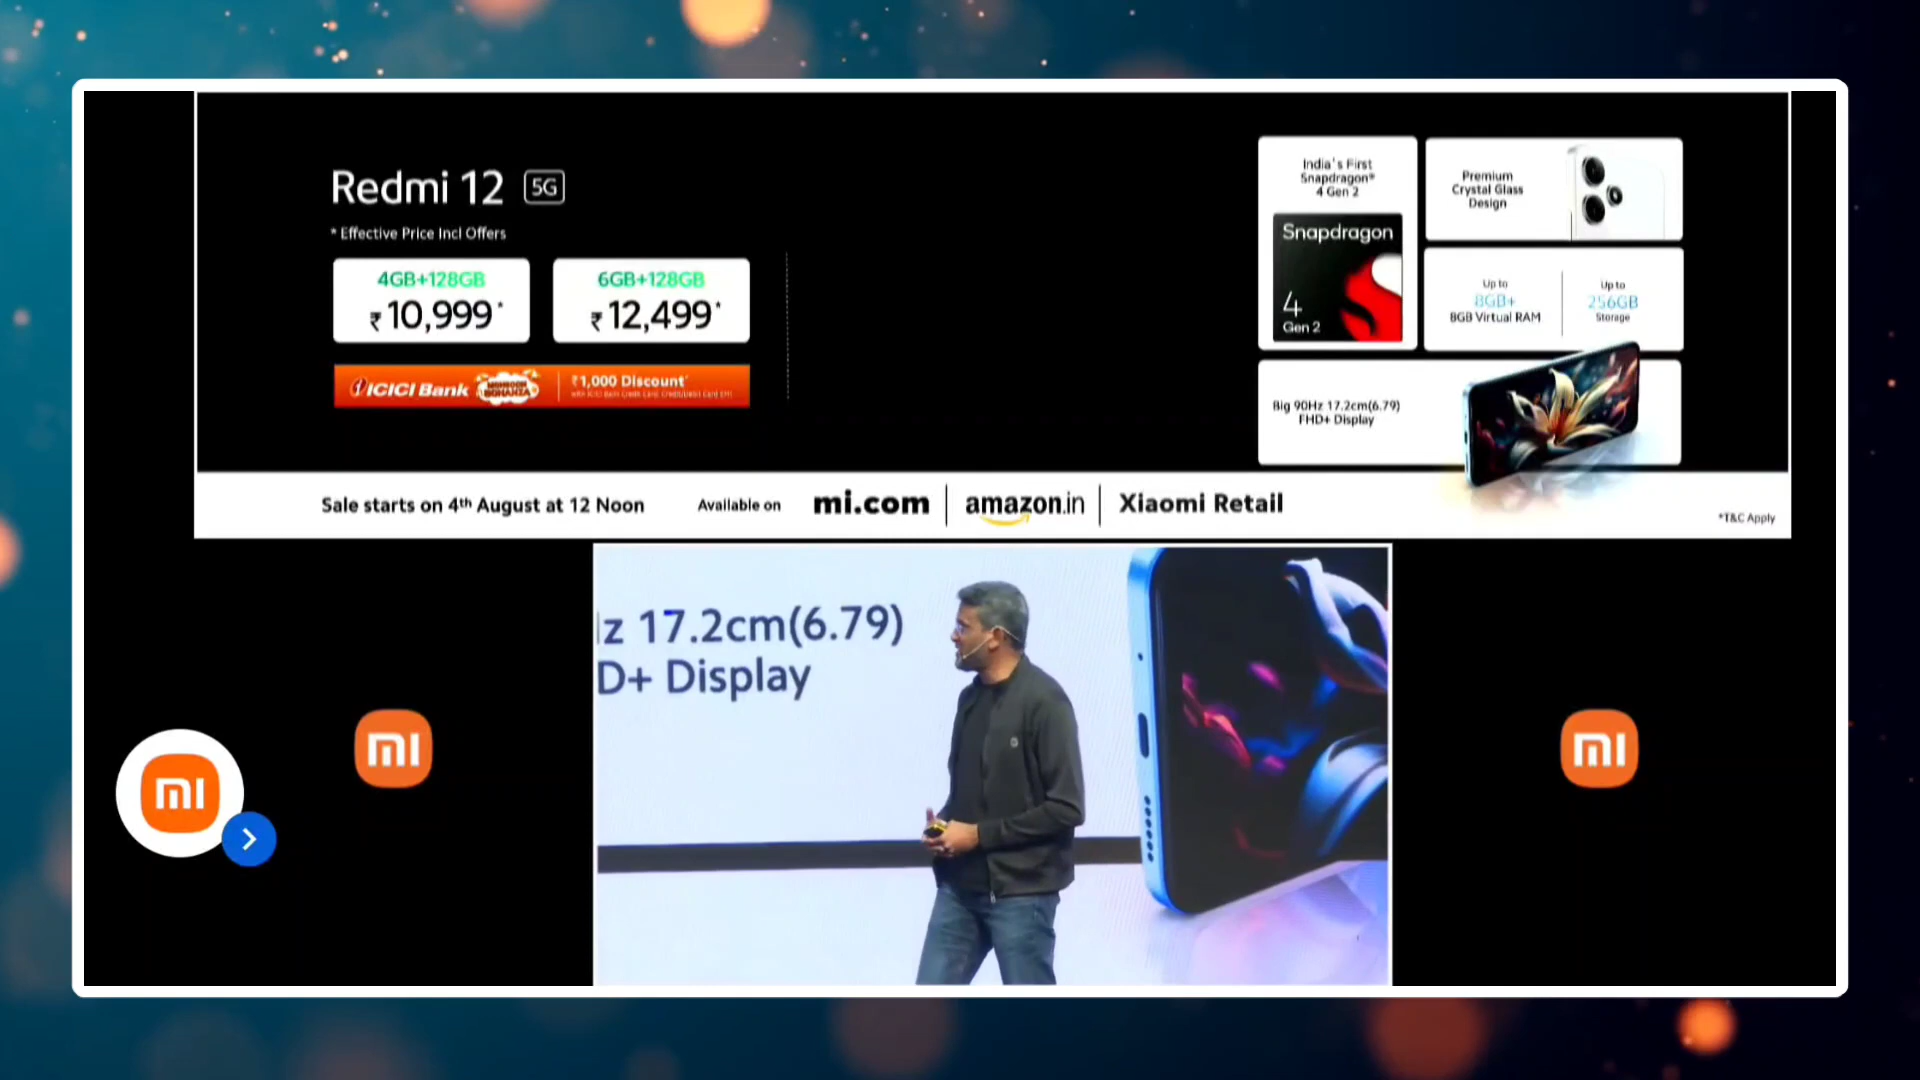 Redmi 12 5G
* Effective Price Incl Offers
4GB+128GB
₹10,999*
6GB+128GB
₹12,499*
ICICI Bank
MONSOON
BONANZA
₹1,000 Discount*
India's First
Snapdragon®
4 Gen 2
Snapdragon
4
Gen 2
Premium
Crystal Glass
Design
Up to
8GB+
8GB Virtual RAM
Up to
256GB
Storage
Big 90Hz 17.2cm(6.79)
FHD+ Display
Sale starts on 4th August at 12 Noon
Available on
mi.com
amazon.in
Xiaomi Retail
*T&C Apply
z 17.2cm(6.79)
D+ Display
mi
mi
mi